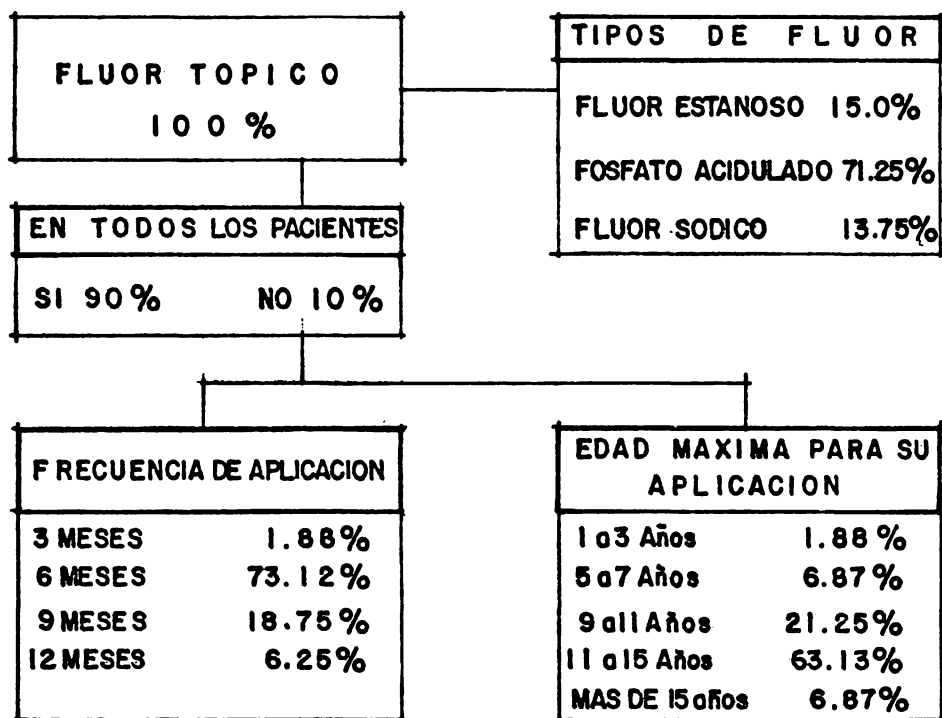 FLUOR TOPICO
100%
TIPOS DE FLUOR
FLUOR ESTANOSO 15.0%
FOSFATO ACIDULADO 71.25%
FLUOR SODICO 13.75%
EN TODOS LOS PACIENTES
SI 90% NO 10%
FRECUENCIA DE APLICACION
3 MESES 1.88%
6 MESES 73.12%
9 MESES 18.75%
12 MESES 6.25%
EDAD MAXIMA PARA SU
APLICACION
1 a 3 Años 1.88%
5 a 7 Años 6.87%
9 a 11 Años 21.25%
11 a 15 Años 63.13%
MAS DE 15 años 6.87%